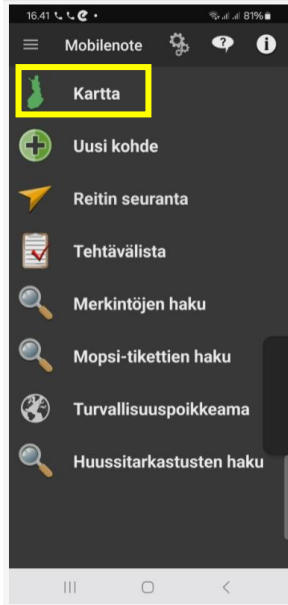 16.41 81%
Mobilenote
Kartta
Uusi kohde
Reitin seuranta
Tehtävälista
Merkintöjen haku
Mopsi-tikettien haku
Turvallisuuspoikkeama
Huussitarkastusten haku